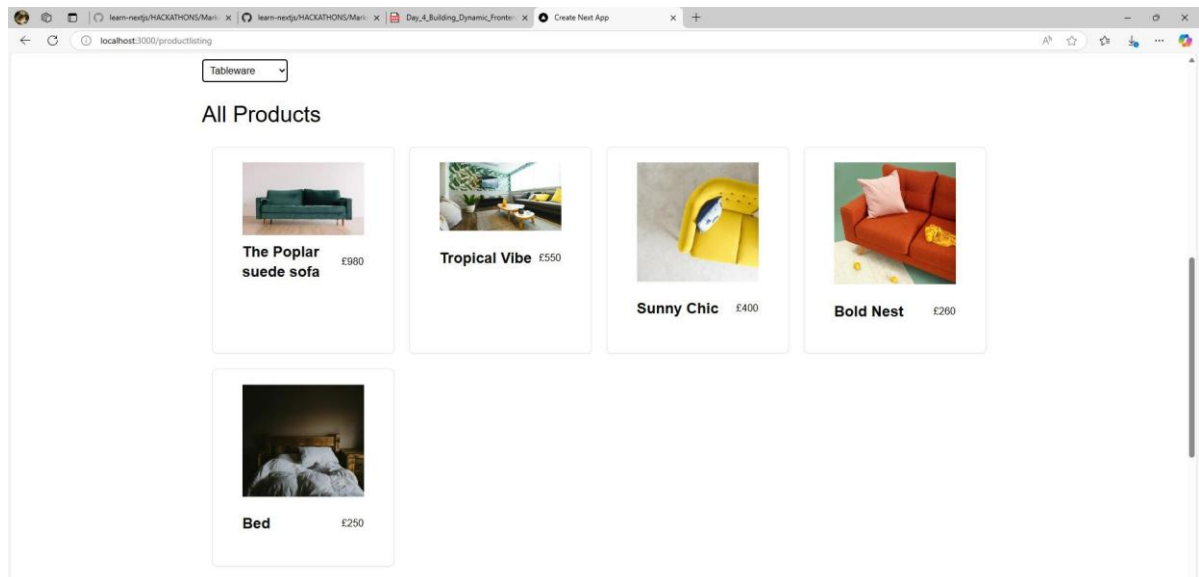 learn-nextjs/HACKATHONS/Mark
learn-nextjs/HACKATHONS/Mark
Day_4_Building_Dynamic_Fronten
Create Next App
localhost:3000/productlisting
Tableware
All Products
The Poplar
suede sofa
£980
Tropical Vibe £550
Sunny Chic £400
Bold Nest £260
Bed £250